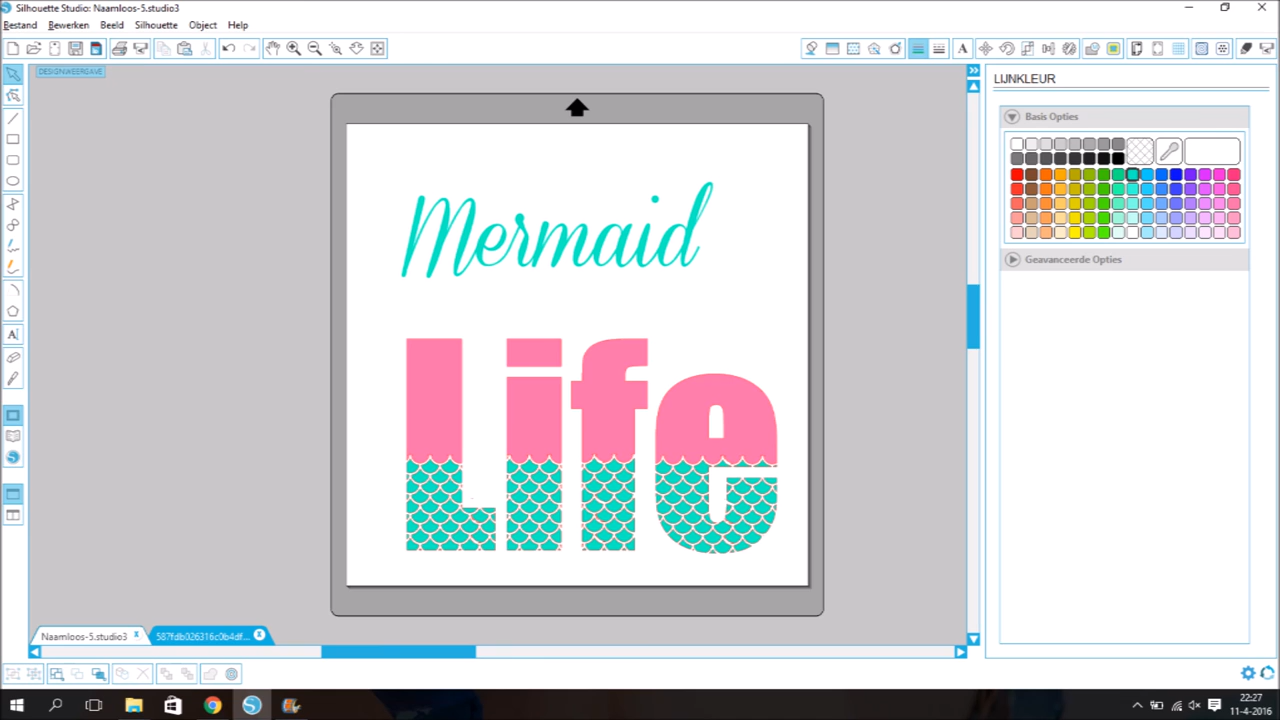 Silhouette Studio: Naamloos-5.studio3
Bestand Bewerken Beeld Silhouette Object Help
DESIGNWEERGAVE
LIJNKLEUR
Basis Opties
Geavanceerde Opties
Mermaid
Life
Naamloos-5.studio3
587fdb026316c0b4df...
22:27
11-4-2016